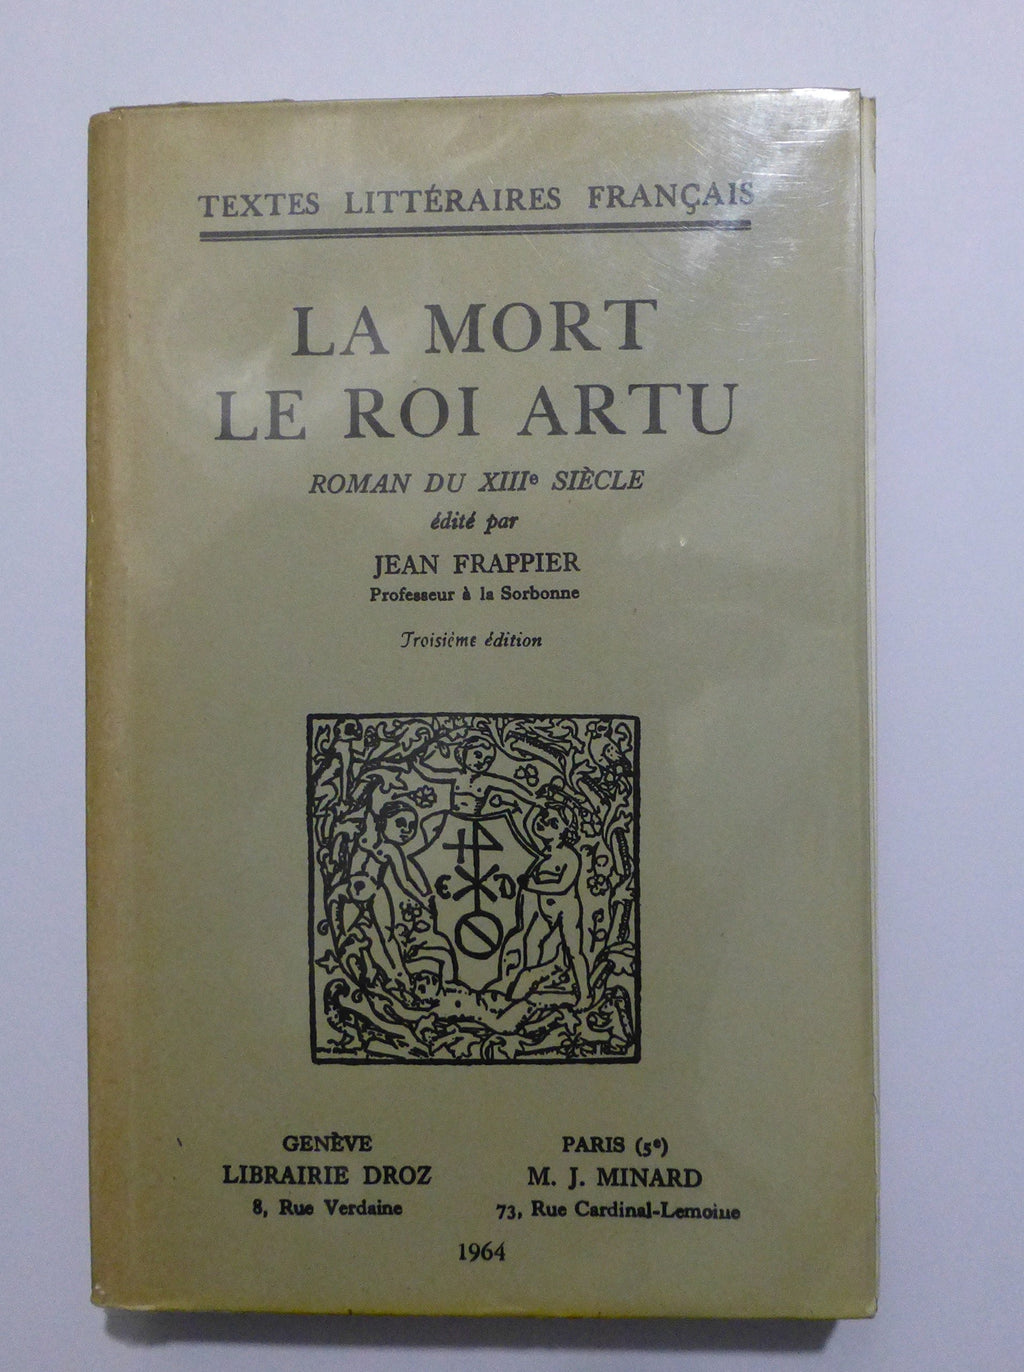 TEXTES LITTÉRAIRES FRANÇAIS
LA MORT
LE ROI ARTU
ROMAN DU XIIIe SIÈCLE
édité par
JEAN FRAPPIER
Professeur à la Sorbonne
Troisième édition
E D
GENÈVE
LIBRAIRIE DROZ
8, Rue Verdaine
PARIS (5e)
M. J. MINARD
73, Rue Cardinal-Lemoine
1964